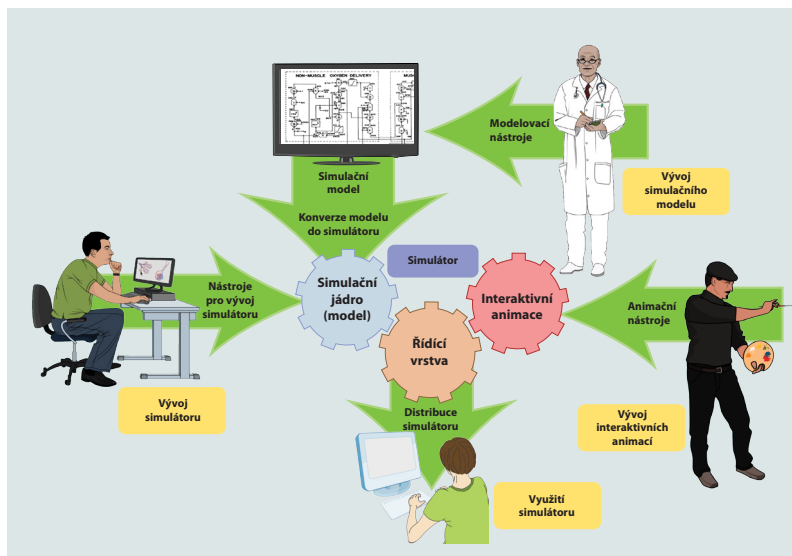 NON-MUSCLE OXYGEN DELIVERY
Modelovací
nástroje
Simulační
model
Konverze modelu
do simulátoru
Vývoj
simulačního
modelu
Simulátor
Nástroje
pro vývoj
simulátoru
Simulační
jádro
(model)
Interaktivní
animace
Animační
nástroje
Řídící
vrstva
Vývoj
simulátoru
Distribuce
simulátoru
Vývoj
interaktivních
animací
Využití
simulátoru